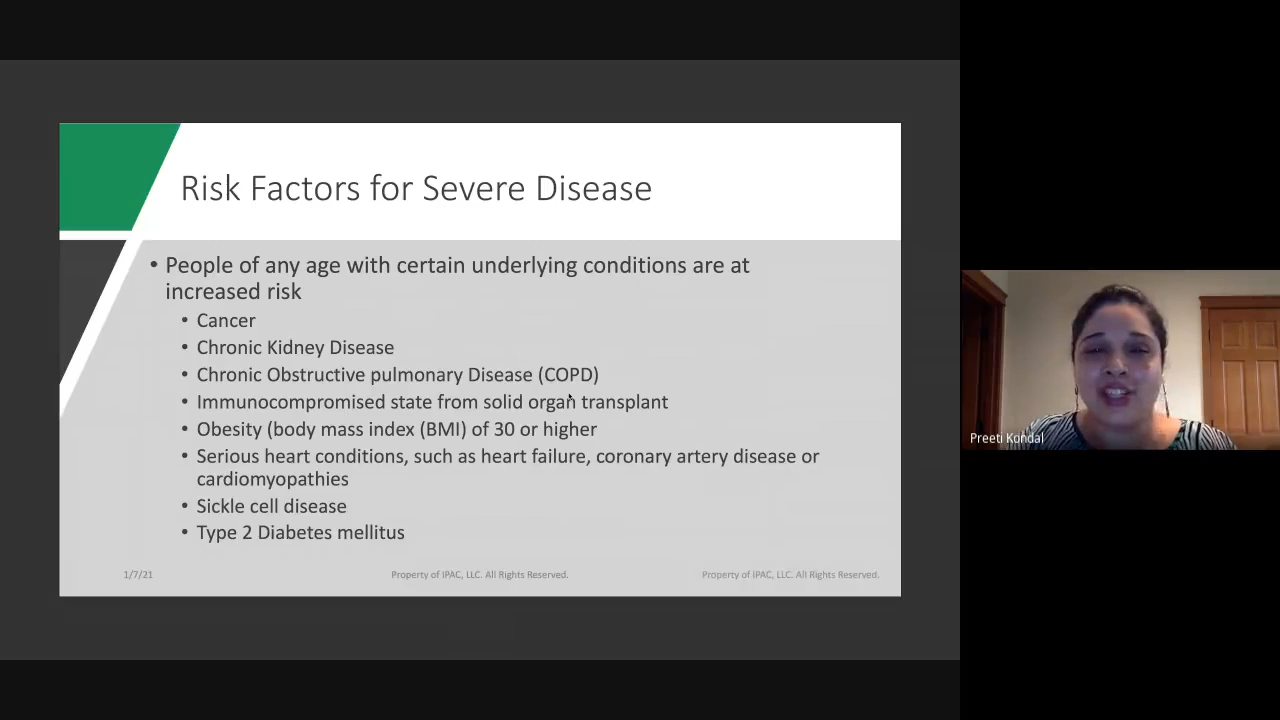 Risk Factors for Severe Disease
• People of any age with certain underlying conditions are at
increased risk
• Cancer
• Chronic Kidney Disease
• Chronic Obstructive pulmonary Disease (COPD)
• Immunocompromised state from solid organ transplant
• Obesity (body mass index (BMI) of 30 or higher
• Serious heart conditions, such as heart failure, coronary artery disease or
cardiomyopathies
• Sickle cell disease
• Type 2 Diabetes mellitus
1/7/21
Property of IPAC, LLC. All Rights Reserved.
Property of IPAC, LLC. All Rights Reserved.
Preeti Kondal